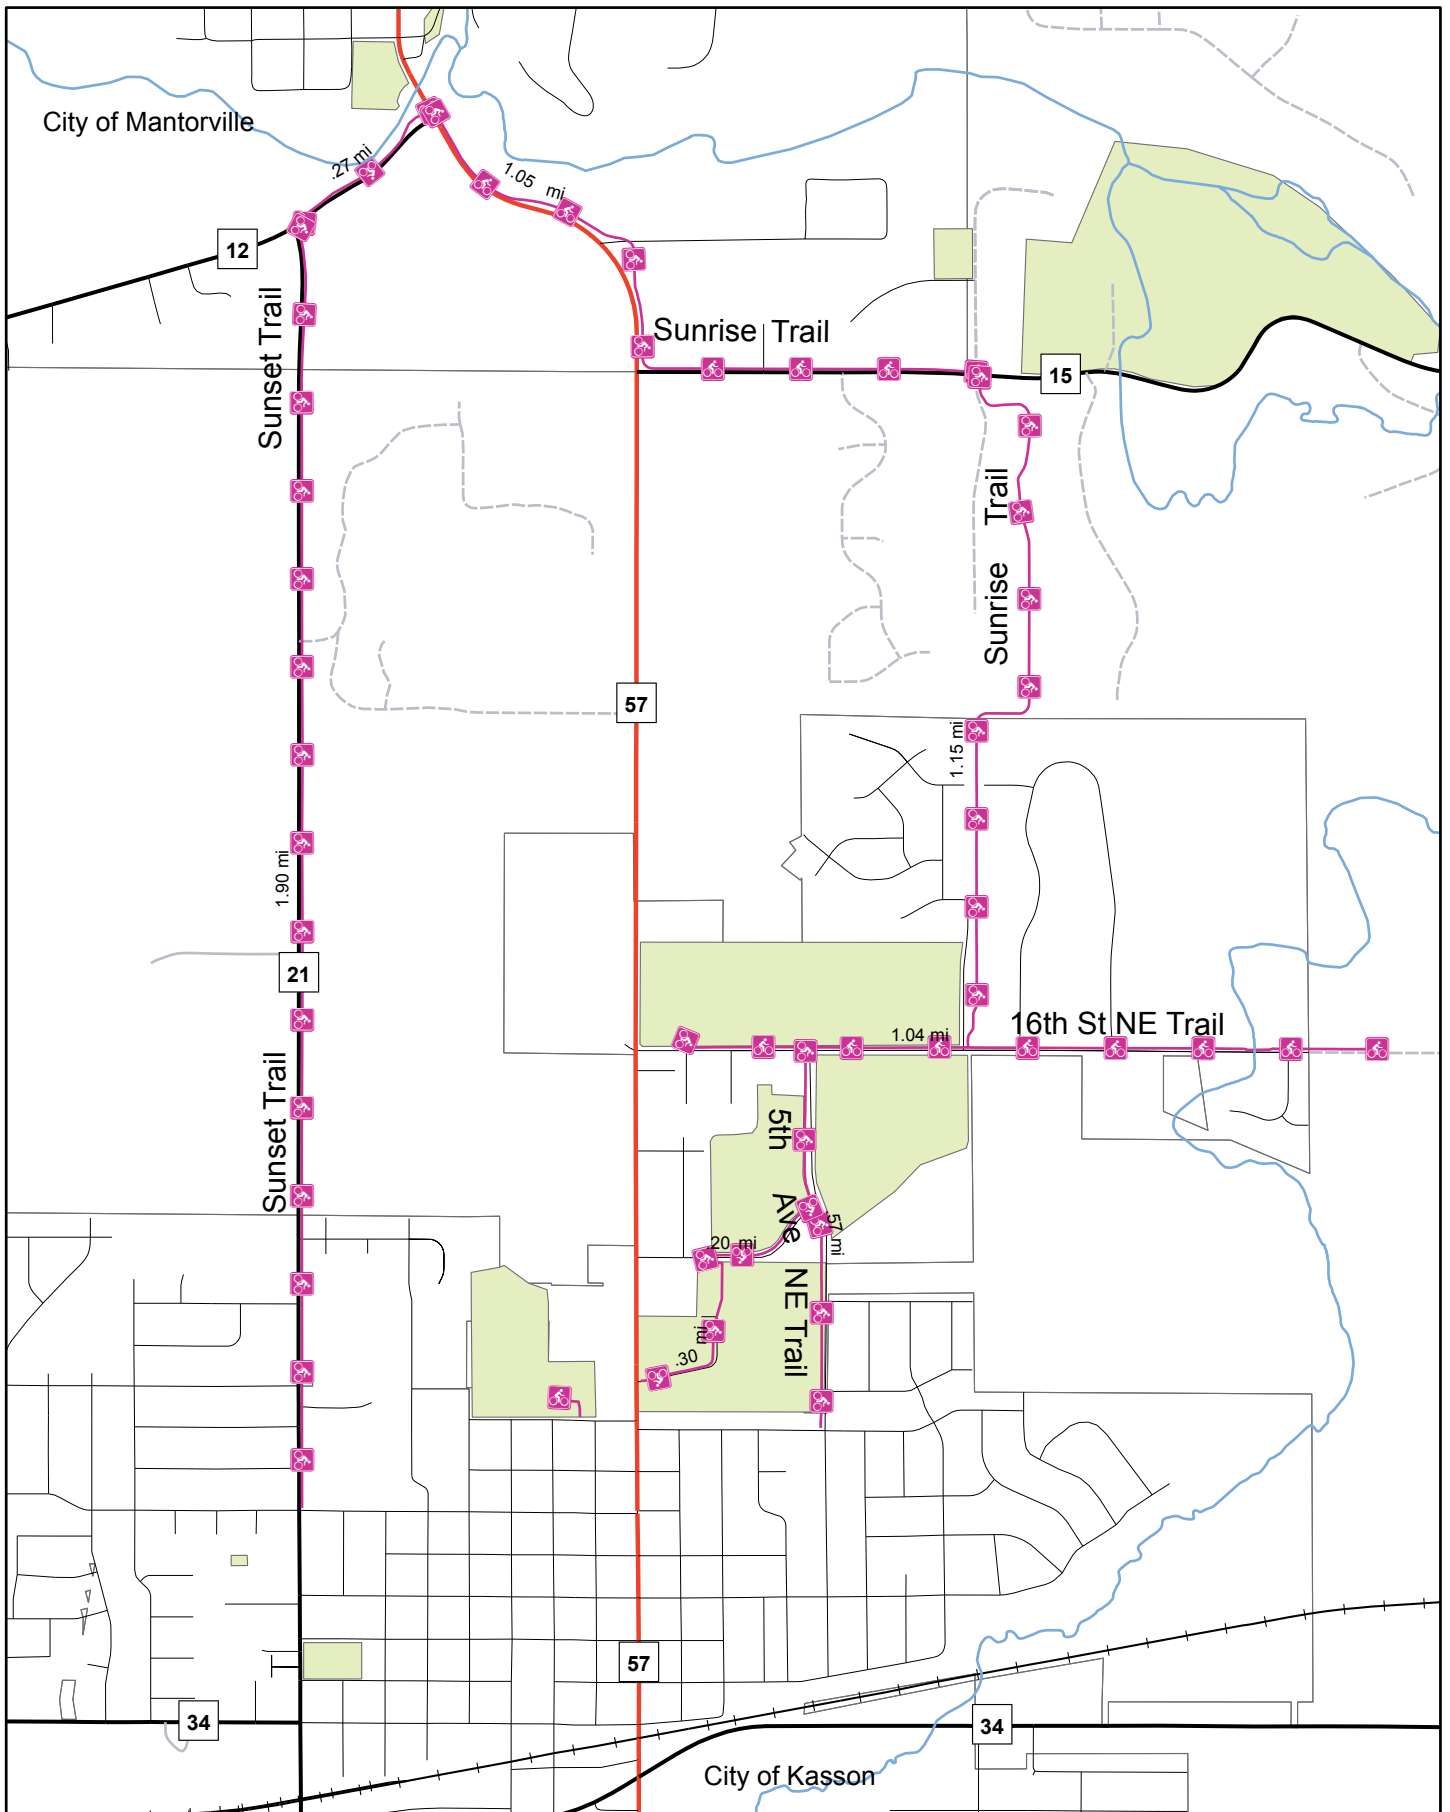 City of Mantorville
.27 mi
1.05 mi
12
Sunset Trail
Sunrise Trail
15
Sunrise Trail
57
1.15 mi
1.90 mi
21
16th St NE Trail
1.04 mi
Sunset Trail
5th Ave NE Trail
.57 mi
.20 mi
.30 mi
57
34
34
City of Kasson